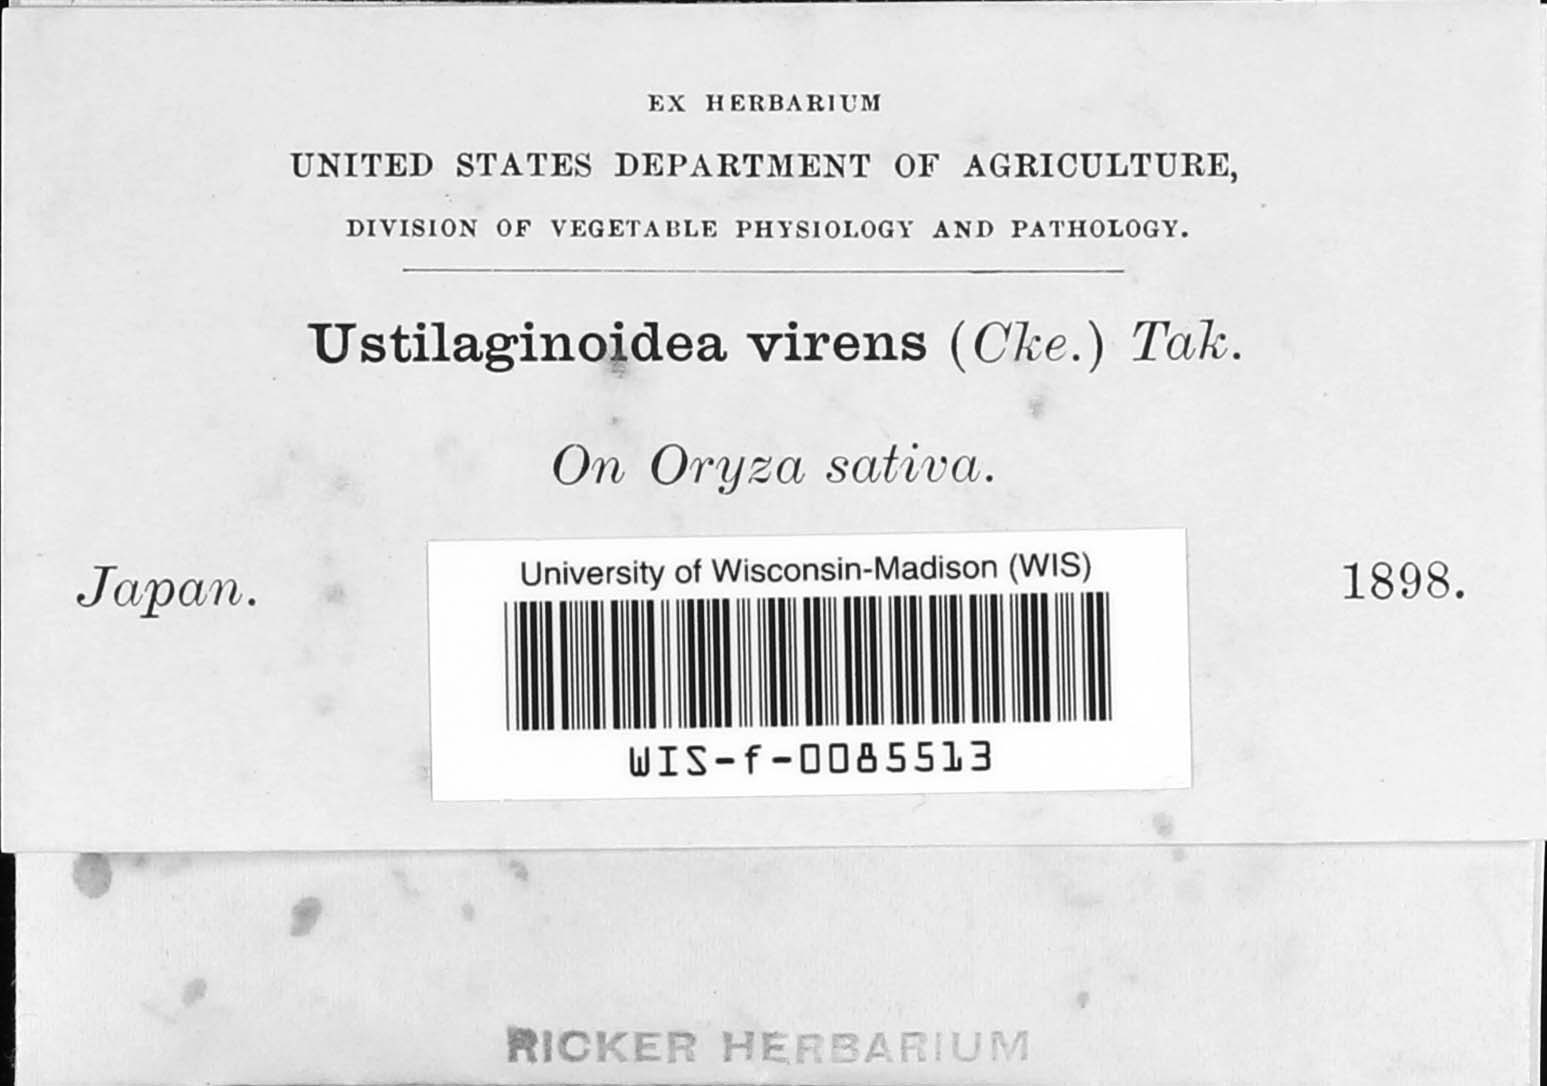 EX HERBARIUM
UNITED STATES DEPARTMENT OF AGRICULTURE,
DIVISION OF VEGETABLE PHYSIOLOGY AND PATHOLOGY.
Ustilaginoidea virens (Cke.) Tak.
On Oryza sativa.
Japan. 1898.
University of Wisconsin-Madison (WIS)
WIS-f-0085513
RICKER HERBARIUM